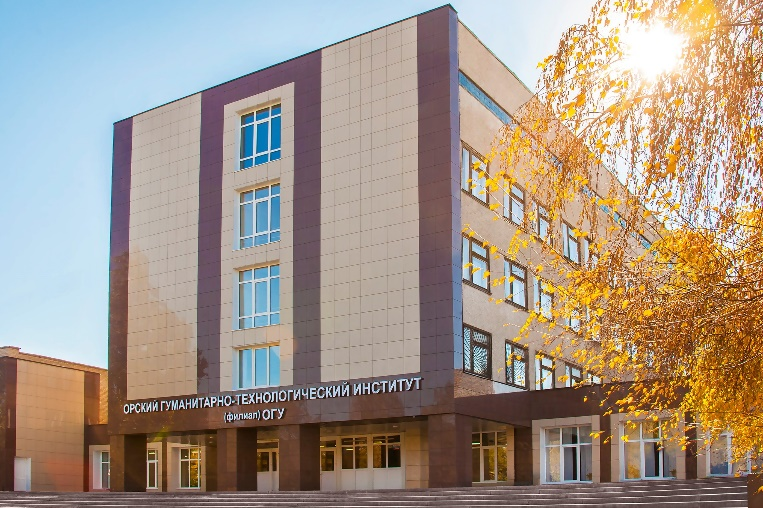 ОРСКИЙ ГУМАНИТАРНО-ТЕХНОЛОГИЧЕСКИЙ ИНСТИТУТ
(филиал) ОГУ